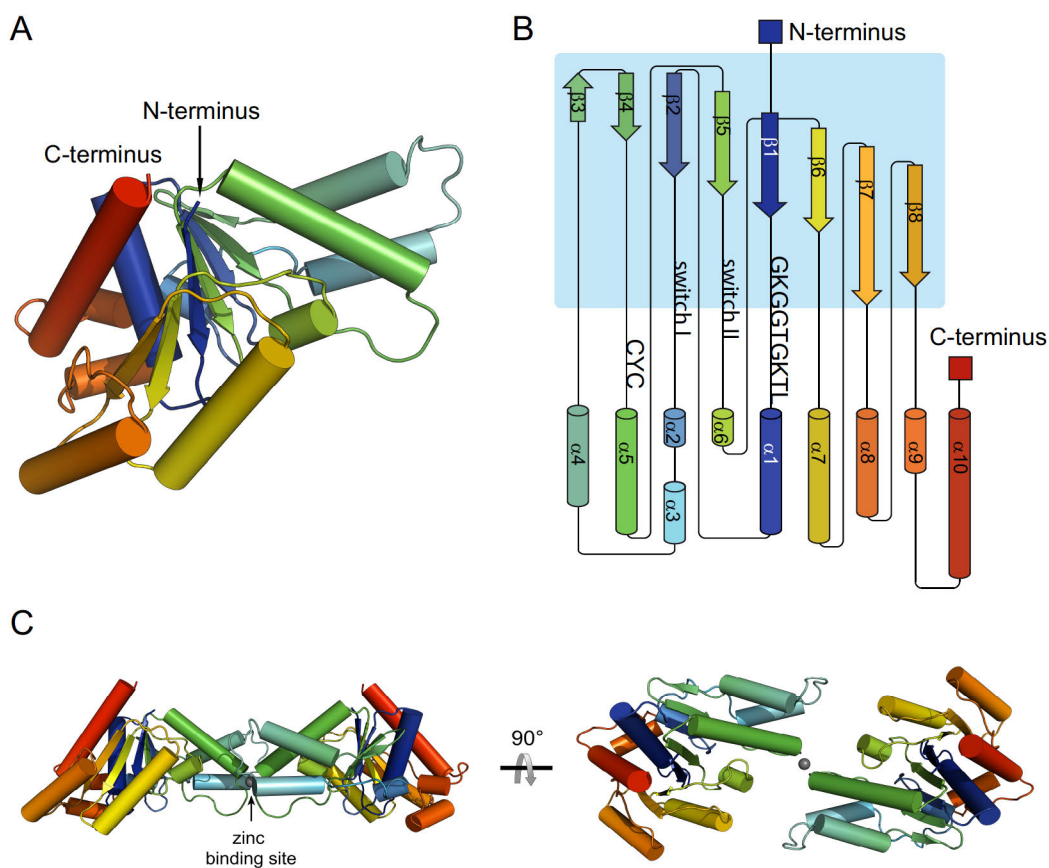 A
N-terminus
C-terminus
B
N-terminus
β3
β4
β2
β5
β1
β6
β7
β8
switch I
switch II
GKGGTGKTL
CYC
C-terminus
α4
α5
α2
α3
α6
α1
α7
α8
α9
α10
C
90°
zinc
binding site